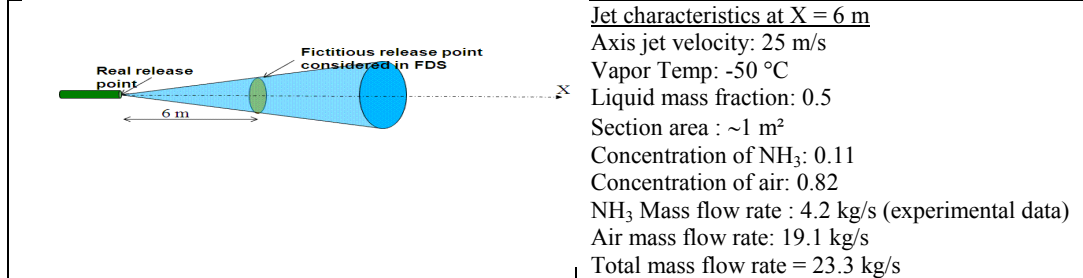 Real release
point
Fictitious release point
considered in FDS
X
6 m
Jet characteristics at X = 6 m
Axis jet velocity: 25 m/s
Vapor Temp: -50 °C
Liquid mass fraction: 0.5
Section area : ~1 m²
Concentration of NH₃: 0.11
Concentration of air: 0.82
NH₃ Mass flow rate : 4.2 kg/s (experimental data)
Air mass flow rate: 19.1 kg/s
Total mass flow rate = 23.3 kg/s